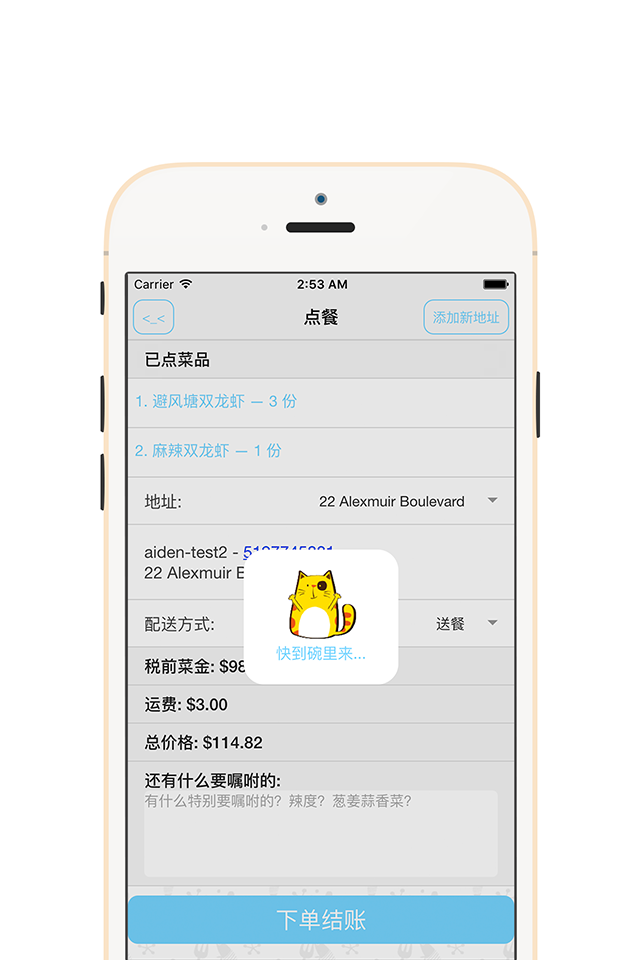 Carrier 2:53 AM
<_< 点餐 添加新地址
已点菜品
1. 避风塘双龙虾 — 3 份
2. 麻辣双龙虾 — 1 份
地址: 22 Alexmuir Boulevard
aiden-test2 -
22 Alexmuir
配送方式: 送餐
快到碗里来...
税前菜金: $98
运费: $3.00
总价格: $114.82
还有什么要嘱咐的:
有什么特别要嘱咐的？辣度？葱姜蒜香菜？
下单结账